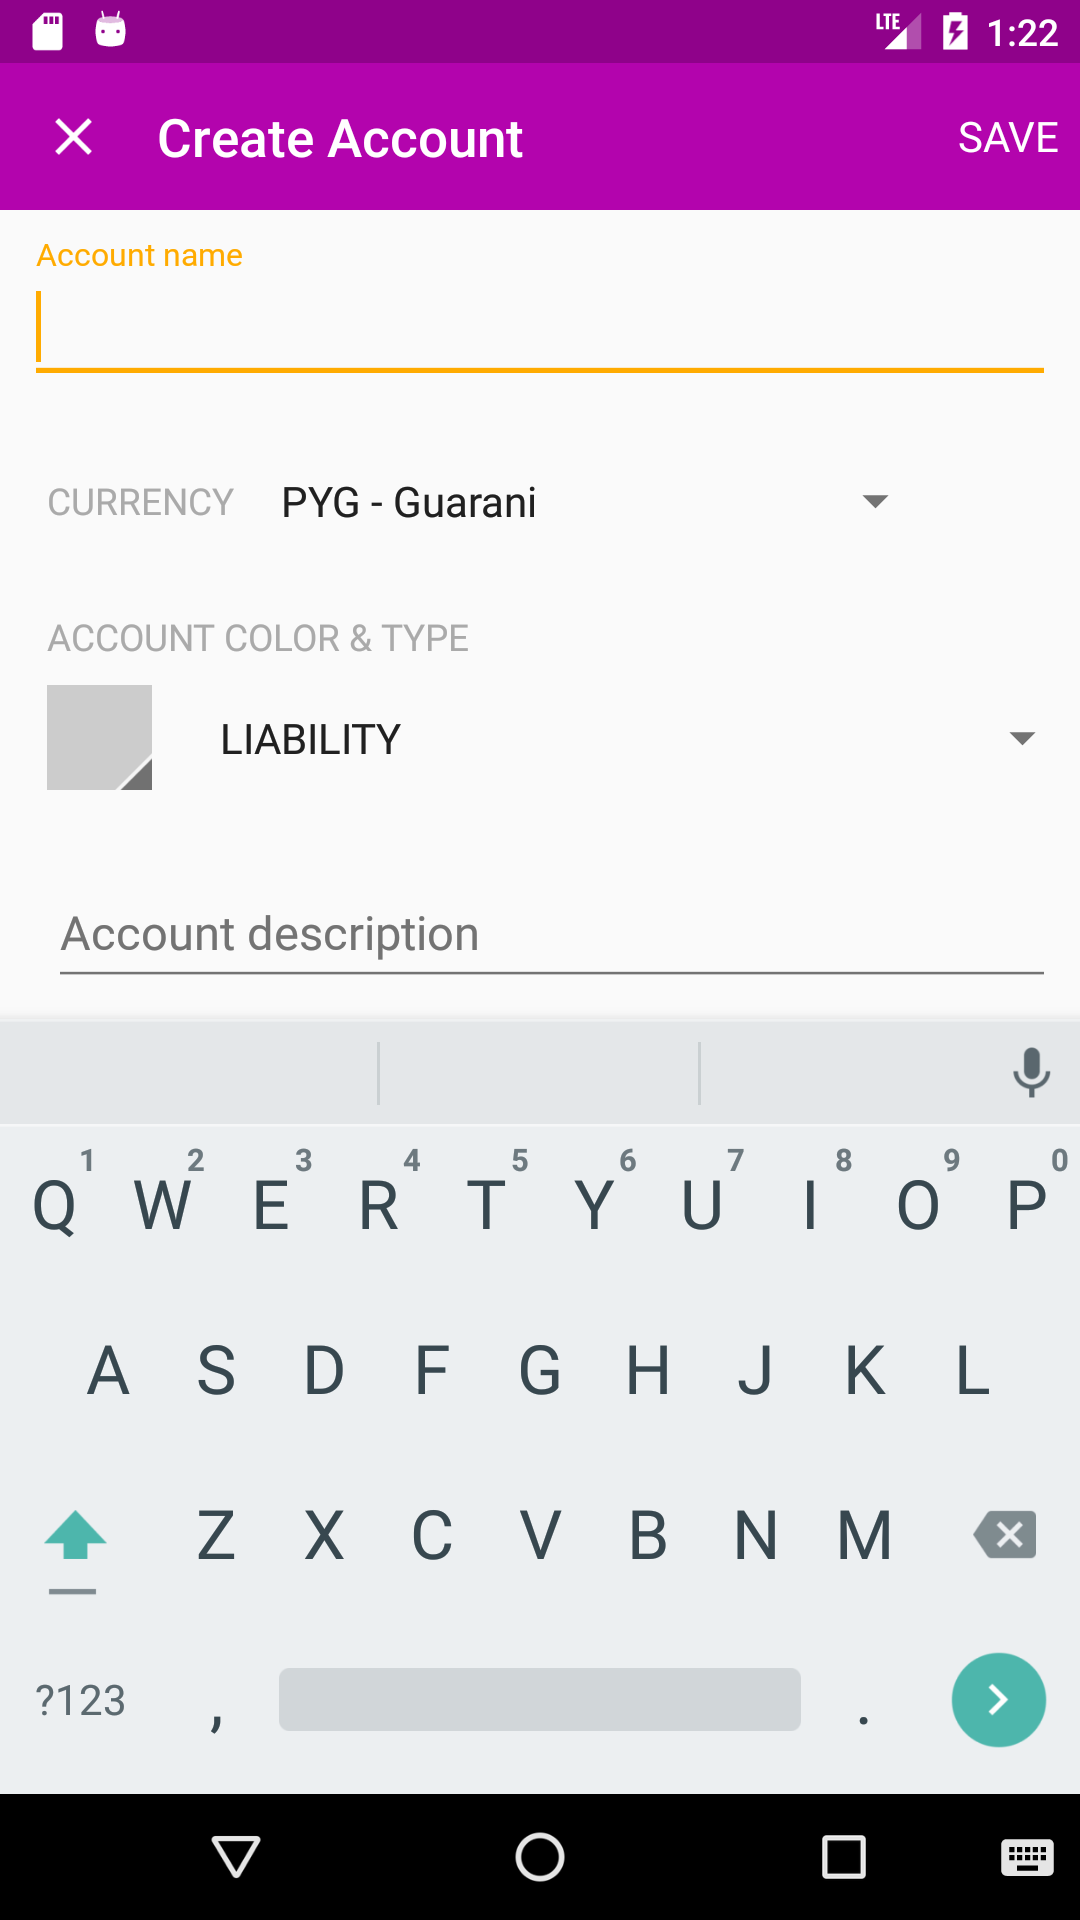 LTE 1:22
Create Account SAVE
Account name
CURRENCY PYG - Guarani
ACCOUNT COLOR & TYPE
LIABILITY
Account description
1 2 3 4 5 6 7 8 9 0
Q W E R T Y U I O P
A S D F G H J K L
Z X C V B N M
?123 , .